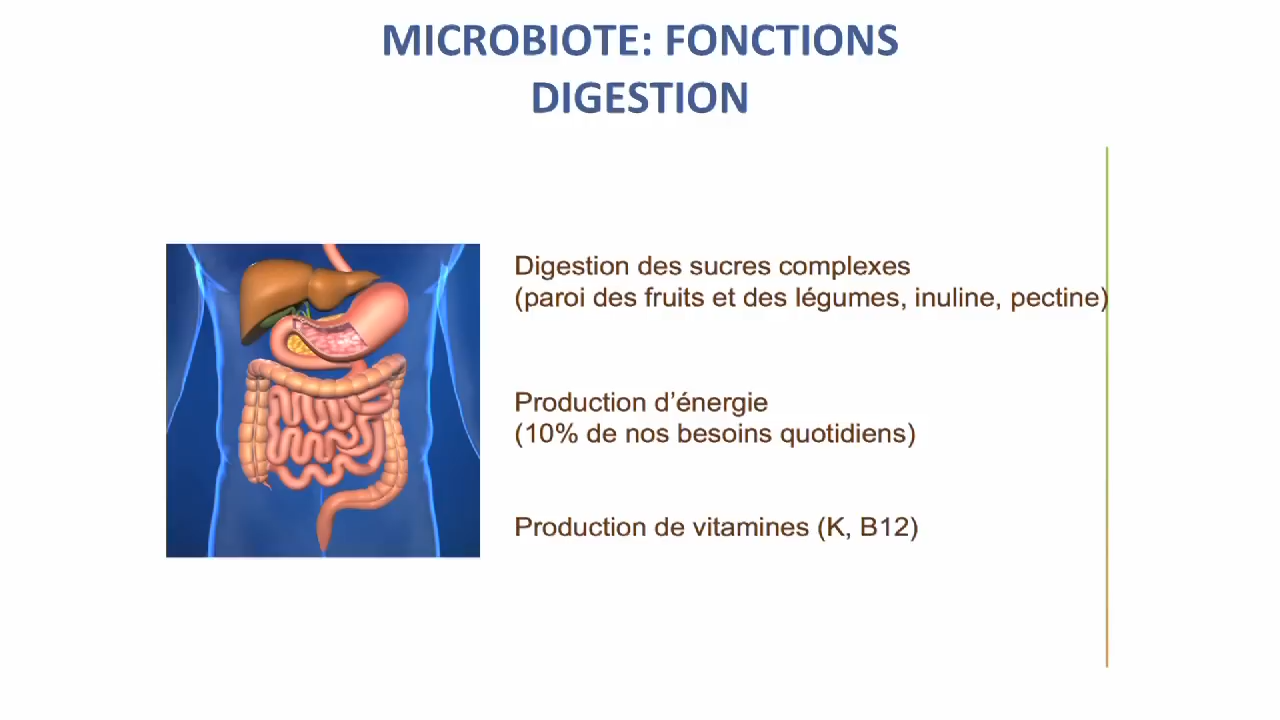 MICROBIOTE: FONCTIONS
DIGESTION
Digestion des sucres complexes
(paroi des fruits et des légumes, inuline, pectine)
Production d’énergie
(10% de nos besoins quotidiens)
Production de vitamines (K, B12)